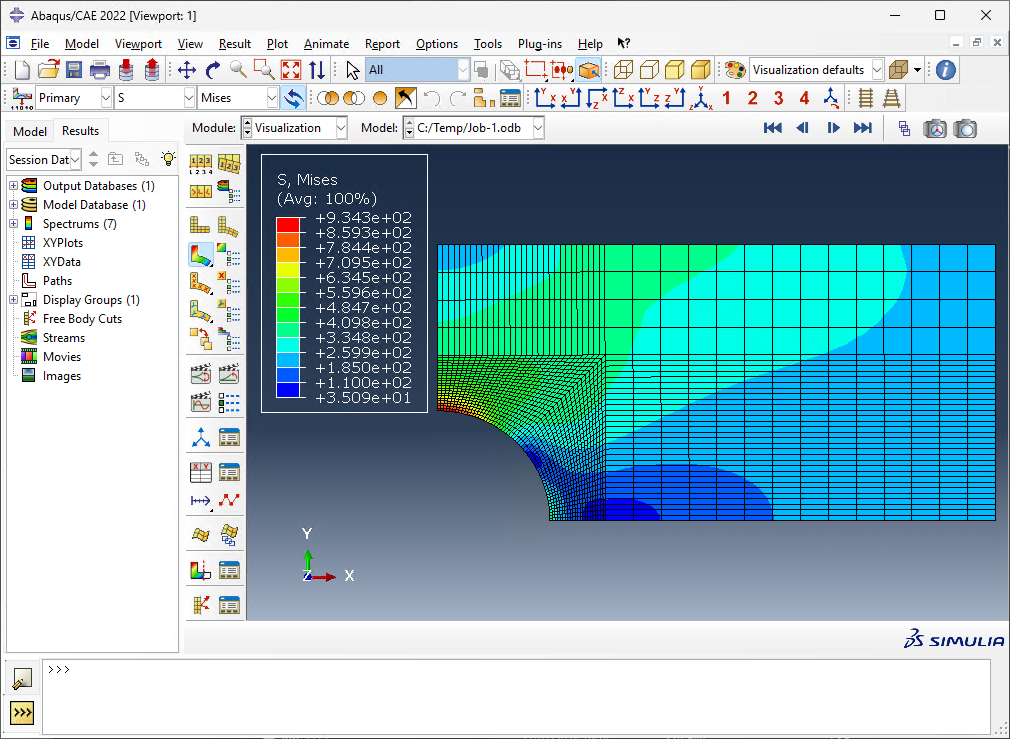 Abaqus/CAE 2022 [Viewport: 1]
File Model Viewport View Result Plot Animate Report Options Tools Plug-ins Help
All
Visualization defaults
Primary S Mises
1 2 3 4
Model Results
Module: Visualization Model: C:/Temp/Job-1.odb
Session Dat
Output Databases (1)
Model Database (1)
Spectrums (7)
XYPlots
XYData
Paths
Display Groups (1)
Free Body Cuts
Streams
Movies
Images
S, Mises
(Avg: 100%)
+9.343e+02
+8.593e+02
+7.844e+02
+7.095e+02
+6.345e+02
+5.596e+02
+4.847e+02
+4.098e+02
+3.348e+02
+2.599e+02
+1.850e+02
+1.100e+02
+3.509e+01
Y
Z X
SIMULIA
>>>